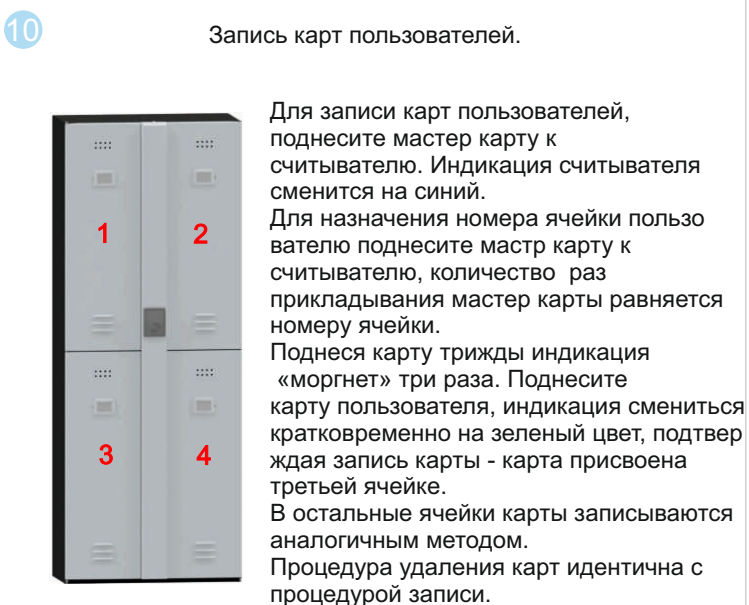 10
Запись карт пользователей.
Для записи карт пользователей,
поднесите мастер карту к
считывателю. Индикация считывателя
сменится на синий.
Для назначения номера ячейки пользо
вателю поднесите мастр карту к
считывателю, количество раз
прикладывания мастер карты равняется
номеру ячейки.
Поднеся карту трижды индикация
«моргнет» три раза. Поднесите
карту пользователя, индикация смениться
кратковременно на зеленый цвет, подтвер
ждая запись карты - карта присвоена
третьей ячейке.
В остальные ячейки карты записываются
аналогичным методом.
Процедура удаления карт идентична с
процедурой записи.
1 2
3 4